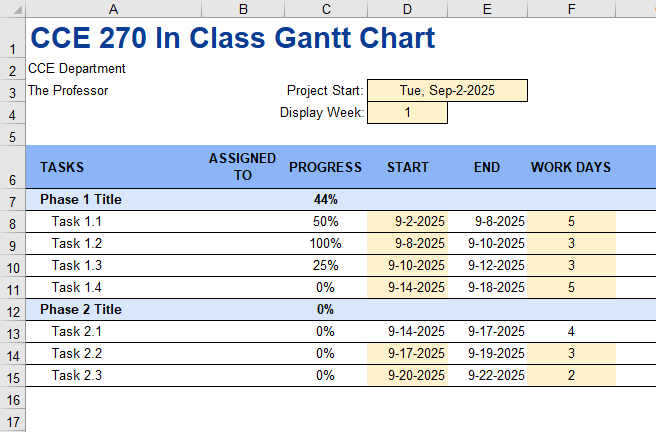 A B C D E F
1 CCE 270 In Class Gantt Chart
2 CCE Department
3 The Professor Project Start: Tue, Sep-2-2025
4 Display Week: 1
5
6 TASKS ASSIGNED TO PROGRESS START END WORK DAYS
7 Phase 1 Title 44%
8 Task 1.1 50% 9-2-2025 9-8-2025 5
9 Task 1.2 100% 9-8-2025 9-10-2025 3
10 Task 1.3 25% 9-10-2025 9-12-2025 3
11 Task 1.4 0% 9-14-2025 9-18-2025 5
12 Phase 2 Title 0%
13 Task 2.1 0% 9-14-2025 9-17-2025 4
14 Task 2.2 0% 9-17-2025 9-19-2025 3
15 Task 2.3 0% 9-20-2025 9-22-2025 2
16
17